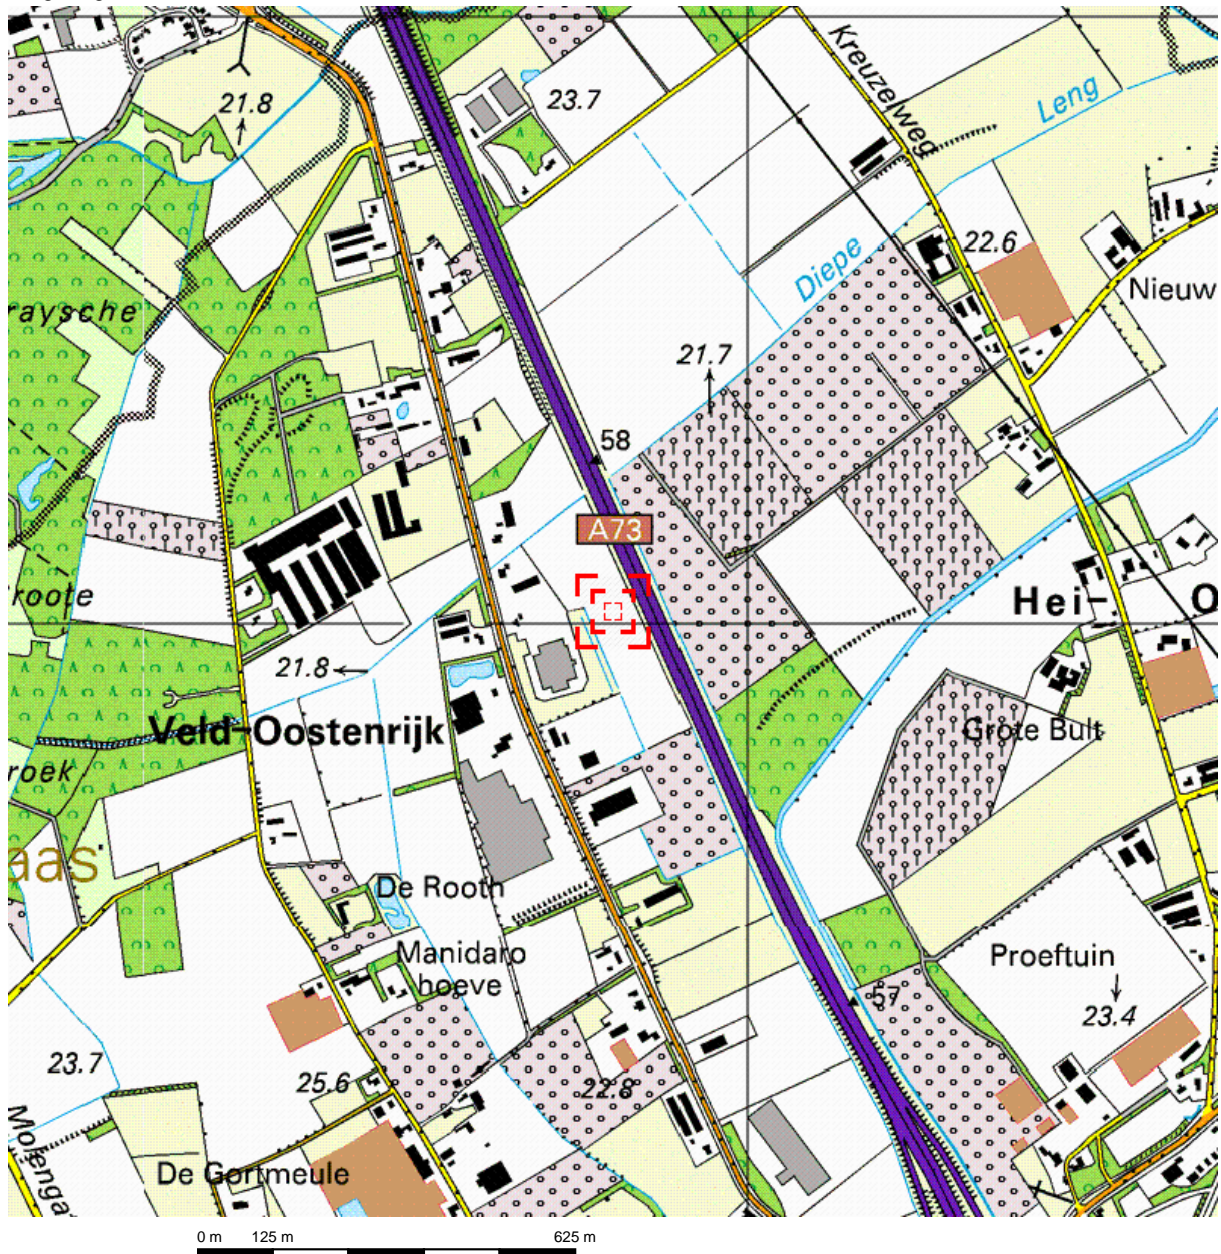 23.7
Kreuzelweg
Leng
21.8
Diepe
22.6
raysche
Nieuw
21.7
58
A73
roote
Hei-
O
21.8
Veld-Oostenrijk
Grote Bult
roek
aas
De Rooth
Manidaro
hoeve
Proeftuin
57
23.4
23.7
25.6
22.8
Molenga
De Gortmeule
0 m 125 m 625 m